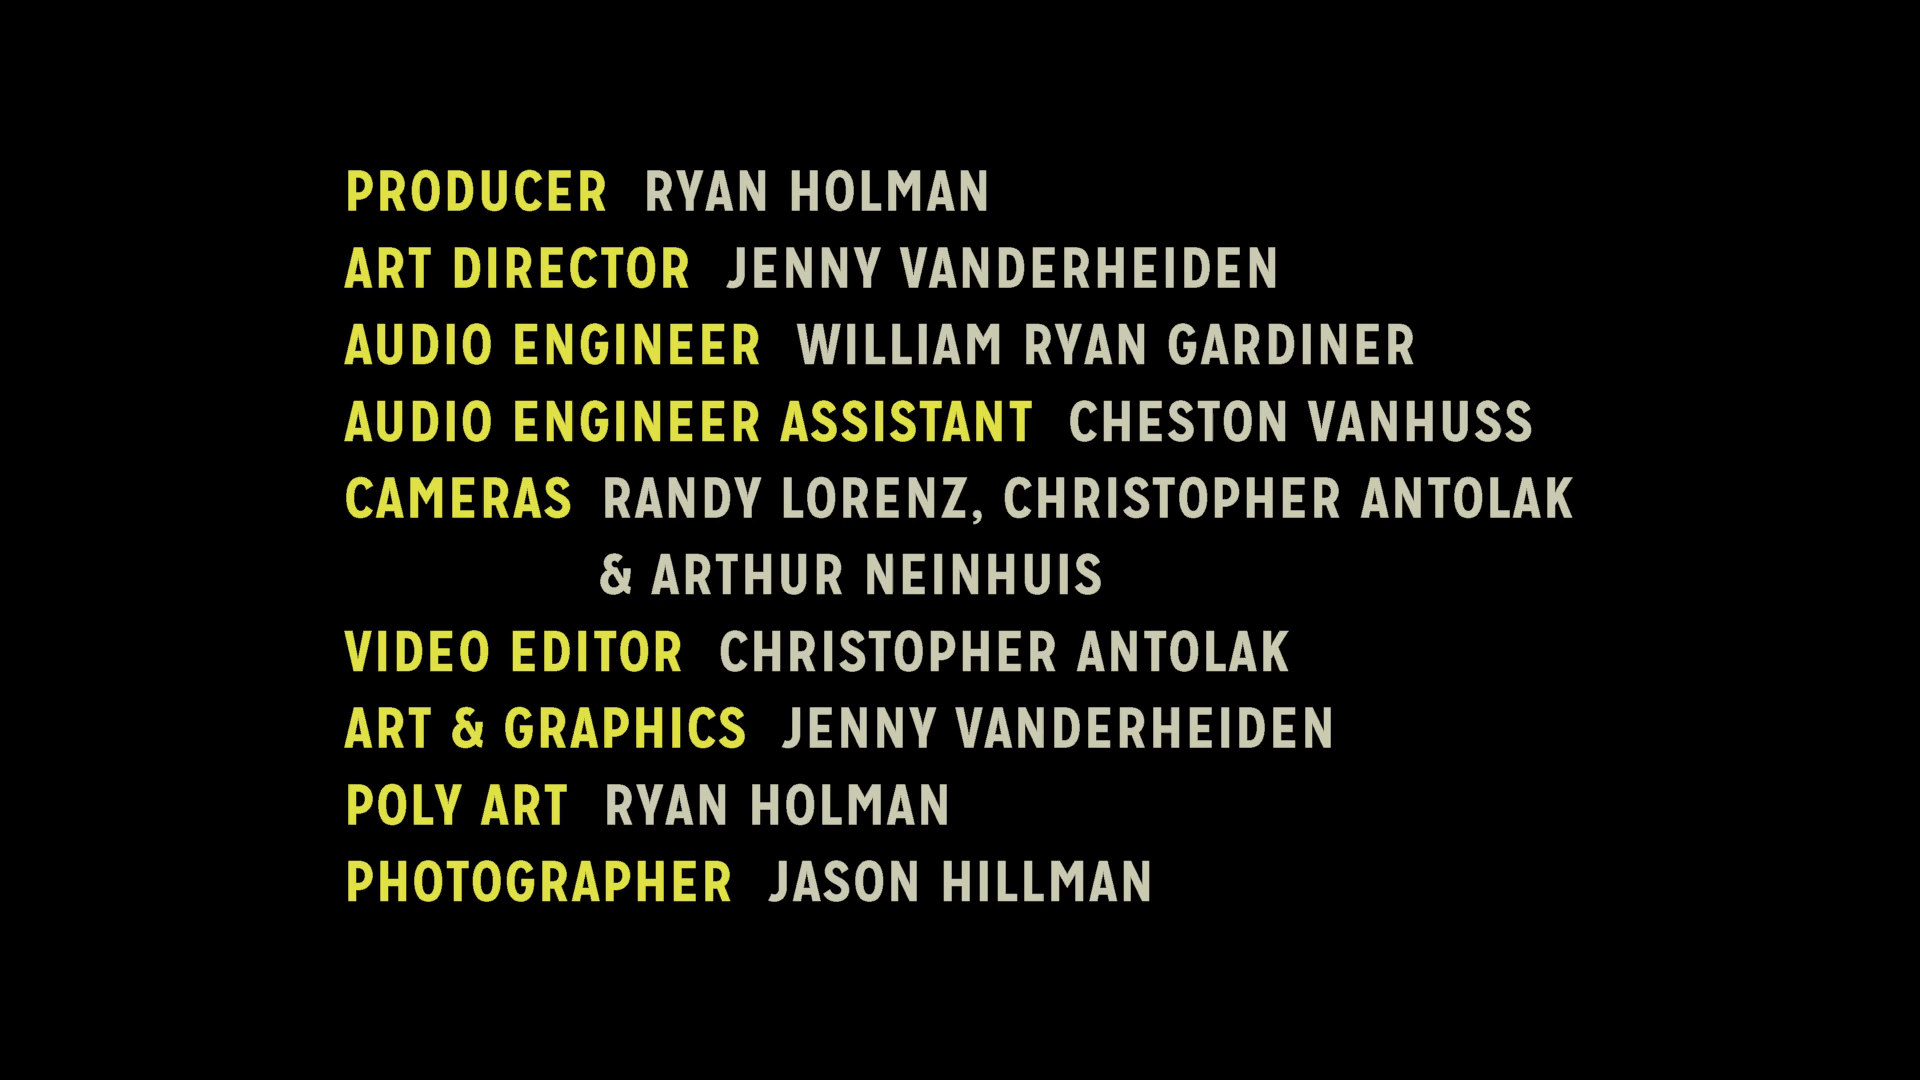 PRODUCER RYAN HOLMAN
ART DIRECTOR JENNY VANDERHEIDEN
AUDIO ENGINEER WILLIAM RYAN GARDINER
AUDIO ENGINEER ASSISTANT CHESTON VANHUSS
CAMERAS RANDY LORENZ, CHRISTOPHER ANTOLAK
& ARTHUR NEINHUIS
VIDEO EDITOR CHRISTOPHER ANTOLAK
ART & GRAPHICS JENNY VANDERHEIDEN
POLY ART RYAN HOLMAN
PHOTOGRAPHER JASON HILLMAN